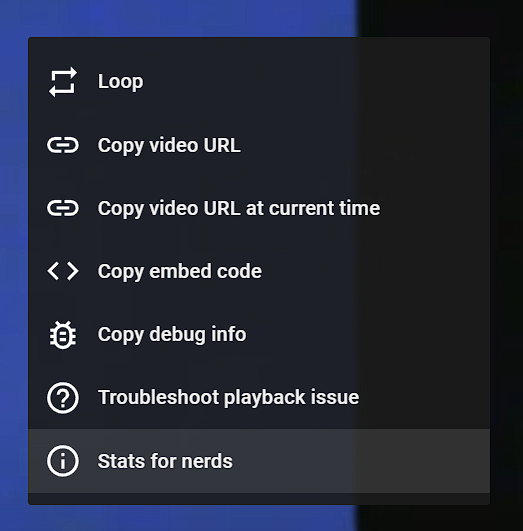 Loop
Copy video URL
Copy video URL at current time
Copy embed code
Copy debug info
Troubleshoot playback issue
Stats for nerds